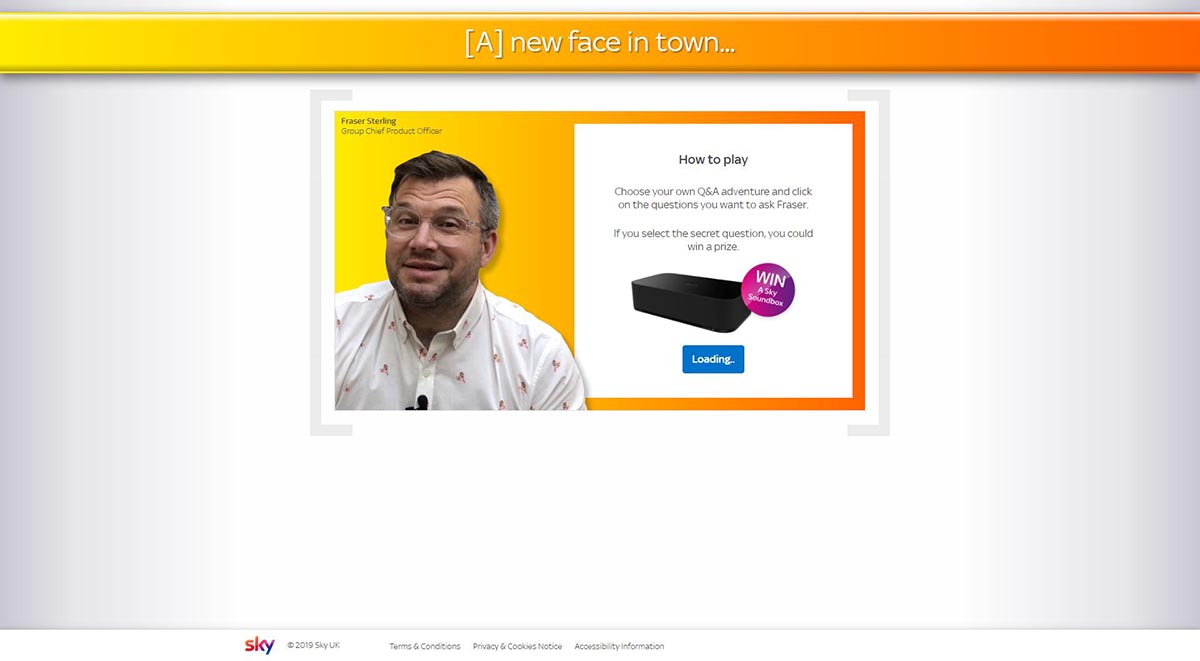 [A] new face in town...
Fraser Sterling
Group Chief Product Officer
How to play
Choose your own Q&A adventure and click
on the questions you want to ask Fraser.
If you select the secret question, you could
win a prize.
WIN
A Sky
Soundbox
Loading..
sky
© 2019 Sky UK
Terms & Conditions
Privacy & Cookies Notice
Accessibility Information